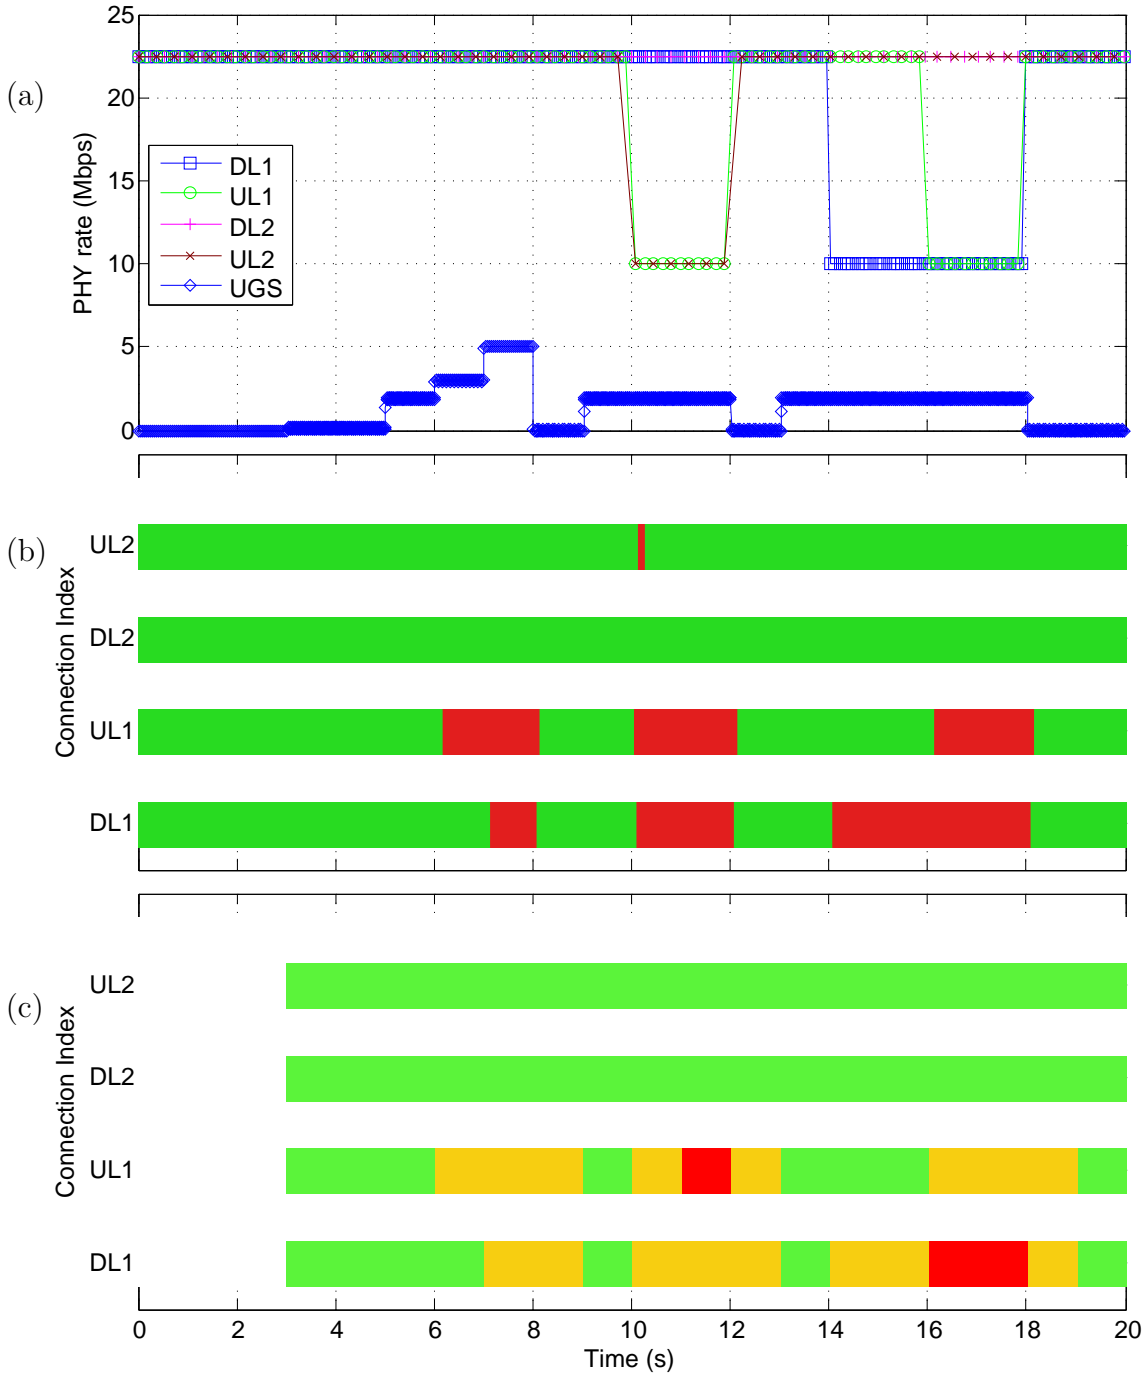 (a)
PHY rate (Mbps)
25
20
15
10
5
0
DL1
UL1
DL2
UL2
UGS
(b)
Connection Index
UL2
DL2
UL1
DL1
(c)
Connection Index
UL2
DL2
UL1
DL1
0 2 4 6 8 10 12 14 16 18 20
Time (s)